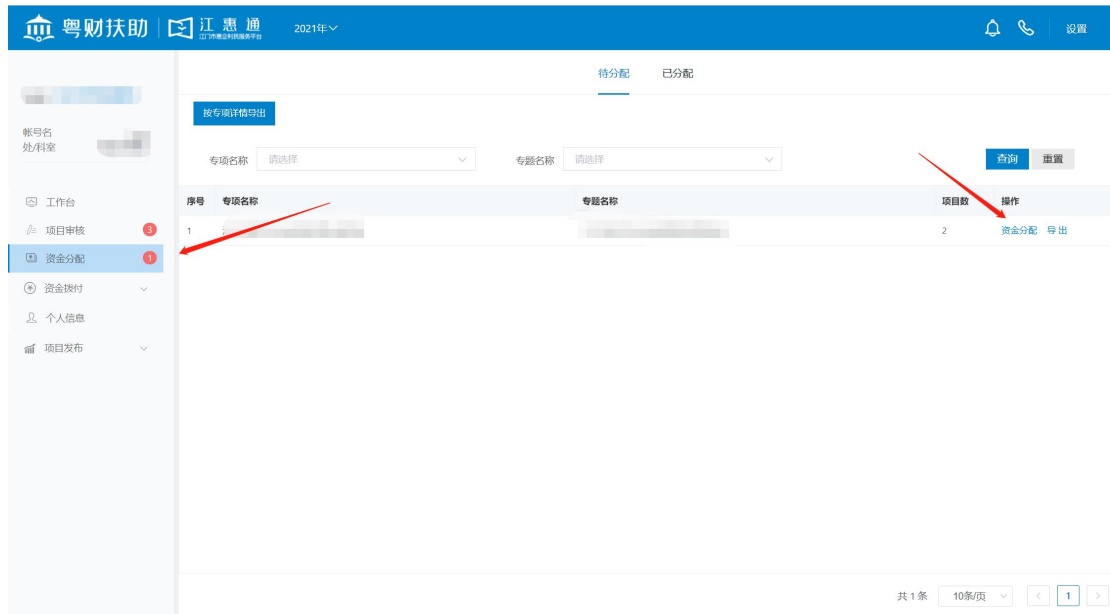 粤财扶助 江惠通 2021年 设置
江门市惠企利民服务平台
待分配 已分配
按专项详情导出
帐号名
处/科室
专项名称 请选择 专题名称 请选择 查询 重置
序号 专项名称 专题名称 项目数 操作
1 2 资金分配 导出
工作台
项目审核 3
资金分配 1
资金拨付
个人信息
项目发布
共 1 条 10条/页 < 1 >